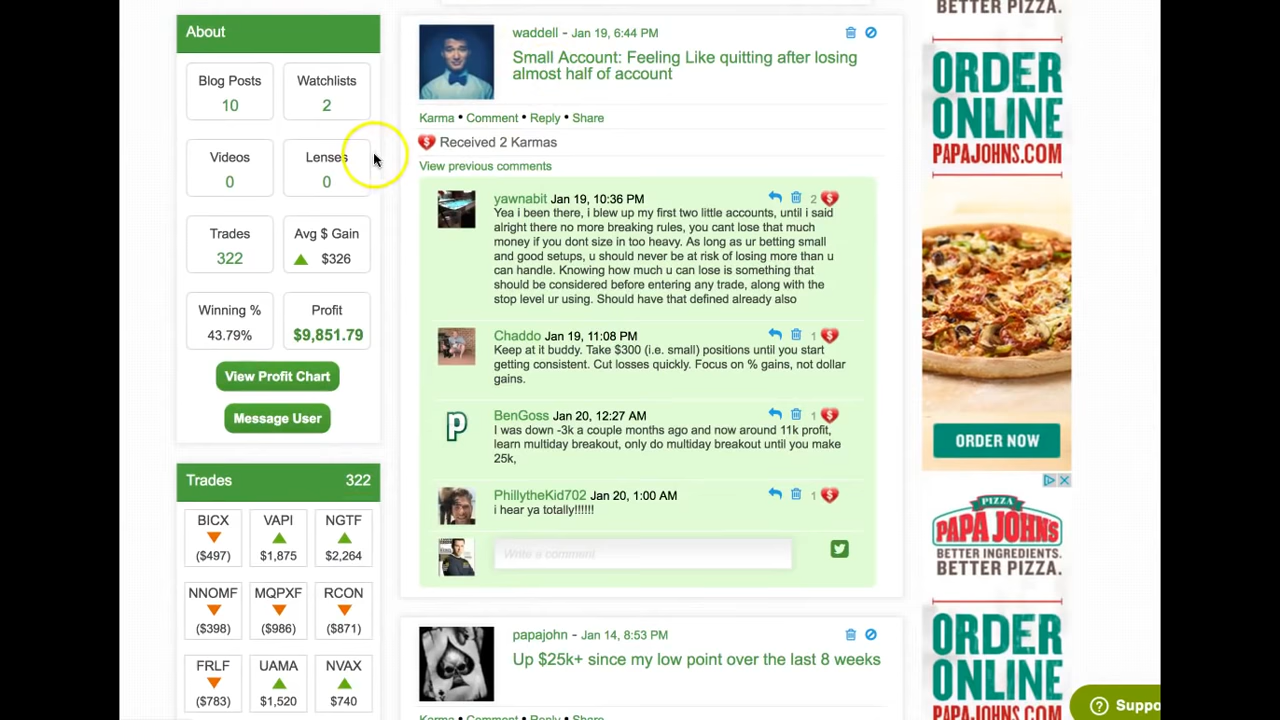 About
Blog Posts
10
Watchlists
2
Videos
0
Lenses
0
Trades
322
Avg $ Gain
$326
Winning %
43.79%
Profit
$9,851.79
View Profit Chart
Message User
Trades 322
BICX
($497)
VAPI
$1,875
NGTF
$2,264
NNOMF
($398)
MQPXF
($986)
RCON
($871)
FRLF
($783)
UAMA
$1,520
NVAX
$740
waddell - Jan 19, 6:44 PM
Small Account: Feeling Like quitting after losing
almost half of account
Karma • Comment • Reply • Share
Received 2 Karmas
View previous comments
yawnabit Jan 19, 10:36 PM 2
Yea i been there, i blew up my first two little accounts, until i said
alright there no more breaking rules, you cant lose that much
money if you dont size in too heavy. As long as ur betting small
and good setups, u should never be at risk of losing more than u
can handle. Knowing how much u can lose is something that
should be considered before entering any trade, along with the
stop level ur using. Should have that defined already also
Chaddo Jan 19, 11:08 PM 1
Keep at it buddy. Take $300 (i.e. small) positions until you start
getting consistent. Cut losses quickly. Focus on % gains, not dollar
gains.
BenGoss Jan 20, 12:27 AM 1
I was down -3k a couple months ago and now around 11k profit,
learn multiday breakout, only do multiday breakout until you make
25k,
PhillytheKid702 Jan 20, 1:00 AM 1
i hear ya totally!!!!!!
Write a comment
papajohn - Jan 14, 8:53 PM
Up $25k+ since my low point over the last 8 weeks
Karma • Comment • Reply • Share
BETTER PIZZA.
ORDER
ONLINE
PAPAJOHNS.COM
ORDER NOW
PIZZA
PAPA JOHNS
BETTER INGREDIENTS.
BETTER PIZZA.
ORDER
ONLINE
Suppo